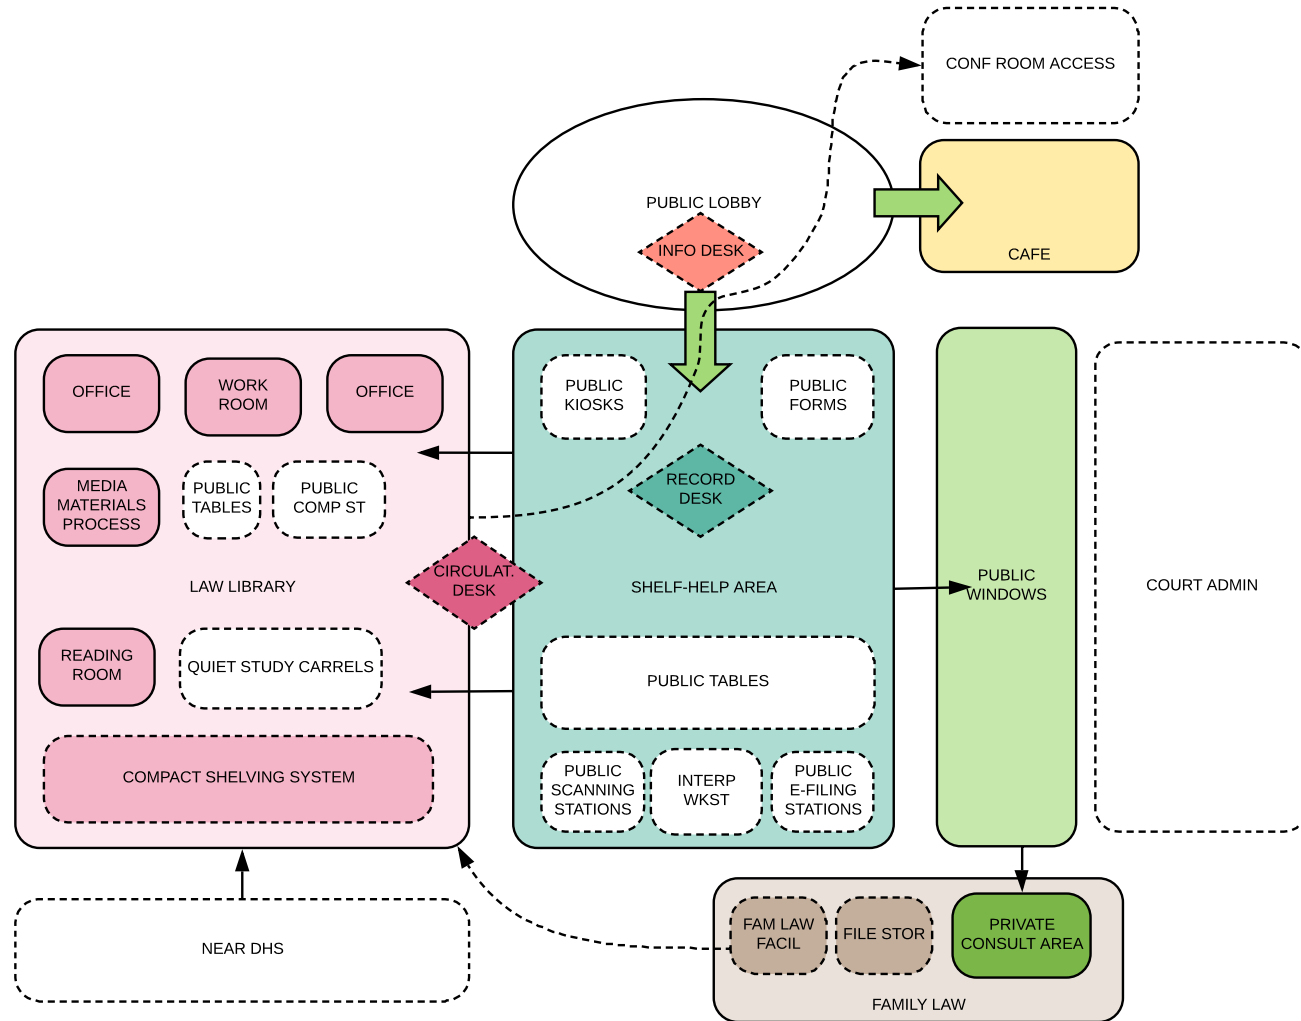 CONF ROOM ACCESS
PUBLIC LOBBY
INFO DESK
CAFE
OFFICE
WORK
ROOM
OFFICE
PUBLIC
KIOSKS
PUBLIC
FORMS
MEDIA
MATERIALS
PROCESS
PUBLIC
TABLES
PUBLIC
COMP ST
RECORD
DESK
CIRCULAT.
DESK
LAW LIBRARY
SHELF-HELP AREA
PUBLIC
WINDOWS
COURT ADMIN
READING
ROOM
QUIET STUDY CARRELS
PUBLIC TABLES
COMPACT SHELVING SYSTEM
PUBLIC
SCANNING
STATIONS
INTERP
WKST
PUBLIC
E-FILING
STATIONS
NEAR DHS
FAM LAW
FACIL
FILE STOR
PRIVATE
CONSULT AREA
FAMILY LAW